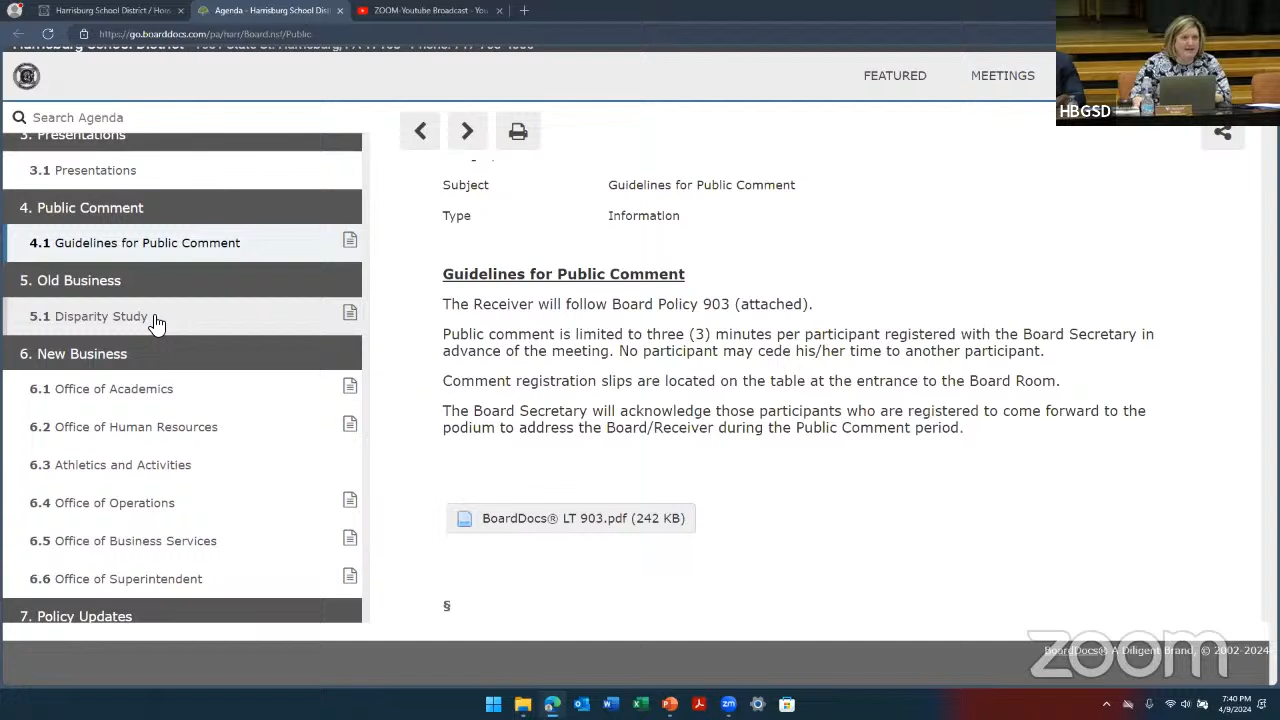 Harrisburg School District / Hom
Agenda - Harrisburg School Distri
ZOOM-Youtube Broadcast - You
https://go.boarddocs.com/pa/harr/Board.nsf/Public
FEATURED MEETINGS
HBGSD
Search Agenda
3. Presentations
3.1 Presentations
4. Public Comment
4.1 Guidelines for Public Comment
5. Old Business
5.1 Disparity Study
6. New Business
6.1 Office of Academics
6.2 Office of Human Resources
6.3 Athletics and Activities
6.4 Office of Operations
6.5 Office of Business Services
6.6 Office of Superintendent
7. Policy Updates
Subject Guidelines for Public Comment
Type Information
Guidelines for Public Comment
The Receiver will follow Board Policy 903 (attached).
Public comment is limited to three (3) minutes per participant registered with the Board Secretary in
advance of the meeting. No participant may cede his/her time to another participant.
Comment registration slips are located on the table at the entrance to the Board Room.
The Board Secretary will acknowledge those participants who are registered to come forward to the
podium to address the Board/Receiver during the Public Comment period.
BoardDocs® LT 903.pdf (242 KB)
§
BoardDocs® A Diligent Brand, © 2002-2024
zoom
7:40 PM
4/9/2024